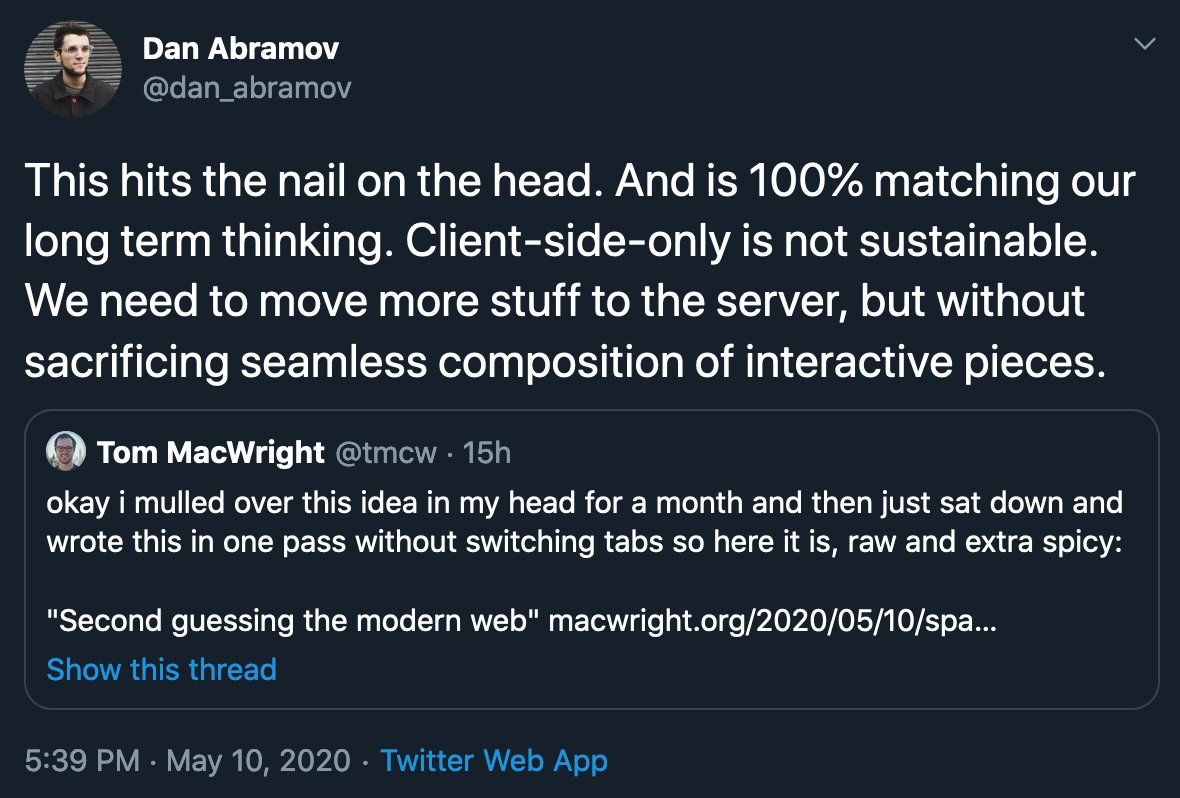 Dan Abramov
@dan_abramov
This hits the nail on the head. And is 100% matching our
long term thinking. Client-side-only is not sustainable.
We need to move more stuff to the server, but without
sacrificing seamless composition of interactive pieces.
Tom MacWright @tmcw · 15h
okay i mulled over this idea in my head for a month and then just sat down and
wrote this in one pass without switching tabs so here it is, raw and extra spicy:
"Second guessing the modern web" macwright.org/2020/05/10/spa...
Show this thread
5:39 PM · May 10, 2020 · Twitter Web App